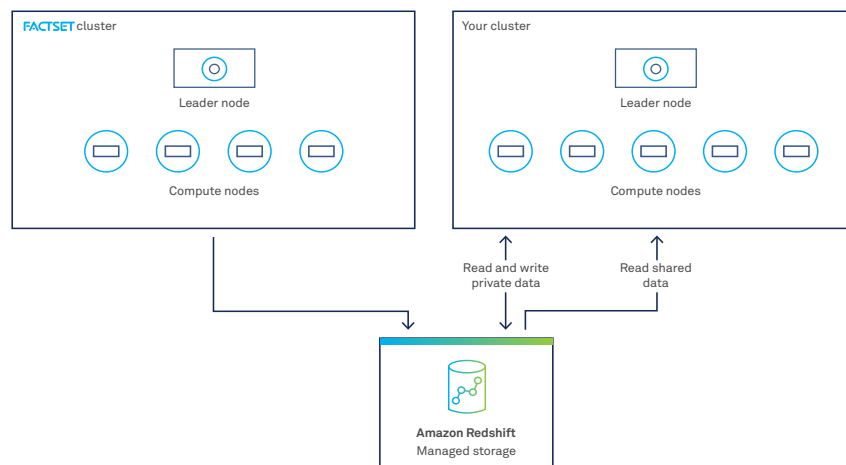 FACTSET cluster
Leader node
Compute nodes
Your cluster
Leader node
Compute nodes
Read and write
private data
Read shared
data
Amazon Redshift
Managed storage